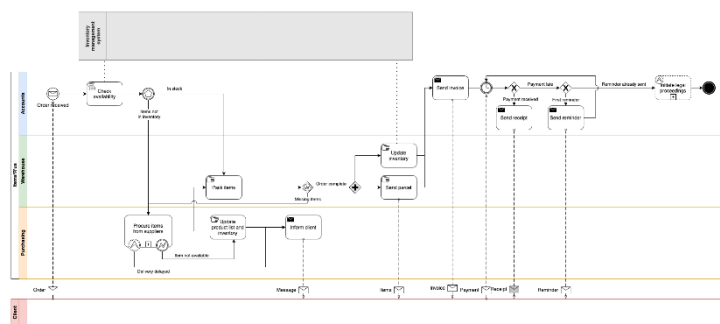 Inventory
management
system
Order received
Check
availability
In stock
Items not
in inventory
Send invoice
Payment late
Reminder already sent
Initiate legal
proceedings
Payment received
First reminder
Send receipt
Send reminder
Accounts
Warehouse
Purchasing
Update
inventory
Pack items
Order complete
Send parcel
Missing items
Procure items
from suppliers
Update
product list and
inventory
Inform client
Item not available
Delivery delayed
Order
Message
Items
Invoice
Payment
Receipt
Reminder
Client